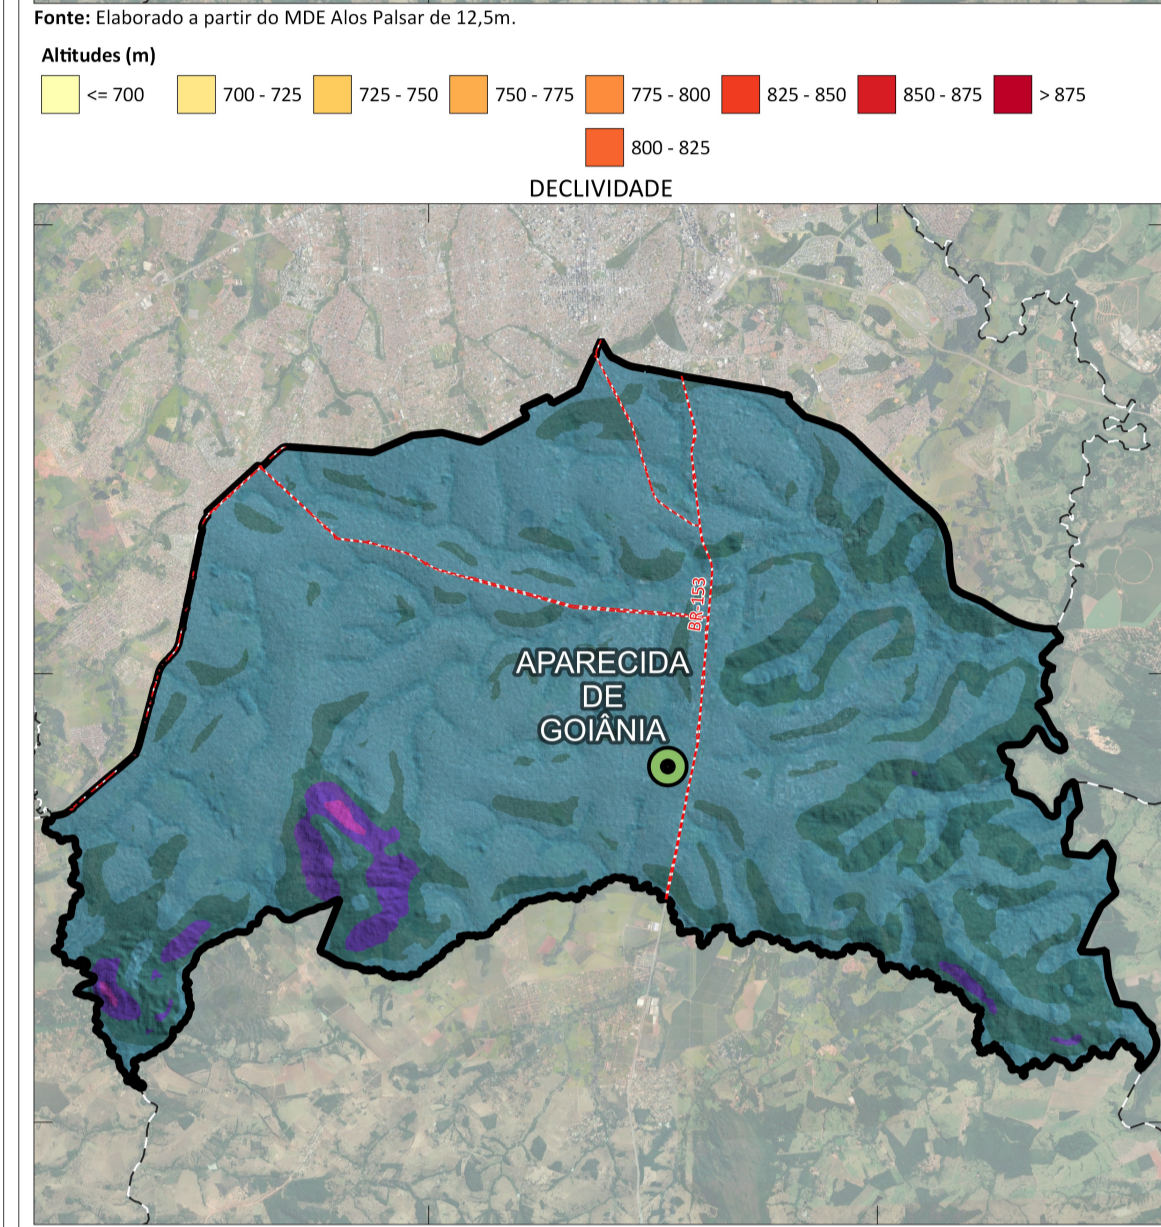 Fonte: Elaborado a partir do MDE Alos Palsar de 12,5m.
Altitudes (m)
<= 700
700 - 725
725 - 750
750 - 775
775 - 800
825 - 850
850 - 875
> 875
800 - 825
DECLIVIDADE
BR-153
APARECIDA
DE
GOIÂNIA